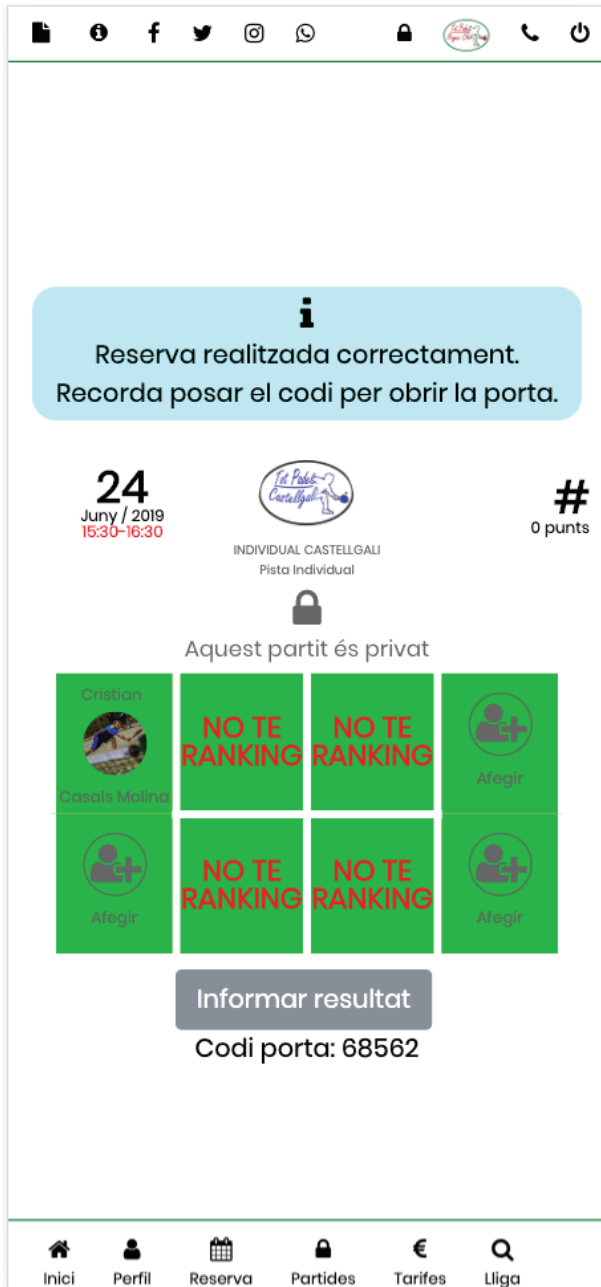 Reserva realitzada correctament.
Recorda posar el codi per obrir la porta.
24
Juny / 2019
15:30-16:30
Tot Padel
Castellgalí
INDIVIDUAL CASTELLGALI
Pista Individual
#
0 punts
Aquest partit és privat
Cristian
Casals Molina
NO TE
RANKING
NO TE
RANKING
Afegir
Afegir
NO TE
RANKING
NO TE
RANKING
Afegir
Informar resultat
Codi porta: 68562
Inici
Perfil
Reserva
Partides
€
Tarifes
Lliga